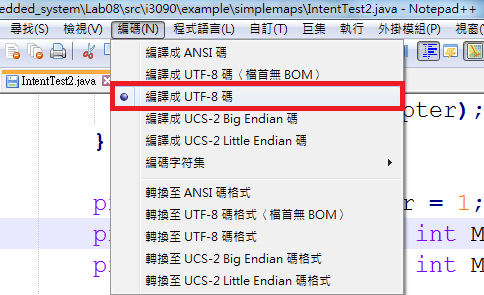 edded_system\Lab08\src\i3090\example\simplemaps\IntentTest2.java - Notepad++
尋找(S) 檢視(V) 編碼(N) 語言(L) 設定(T) 自訂(T) 巨集 執行 外掛模組(P) 視窗(W)
IntentTest2.java
編譯成 ANSI 碼
編譯成 UTF-8 碼（檔首無 BOM）
編譯成 UTF-8 碼
編譯成 UCS-2 Big Endian 碼
編譯成 UCS-2 Little Endian 碼
編碼字符集
轉換至 ANSI 碼格式
轉換至 UTF-8 碼格式（檔首無 BOM）
轉換至 UTF-8 碼格式
轉換至 UCS-2 Big Endian 碼格式
轉換至 UCS-2 Little Endian 碼格式
pter);
}
p r = 1;
p int M
p int M